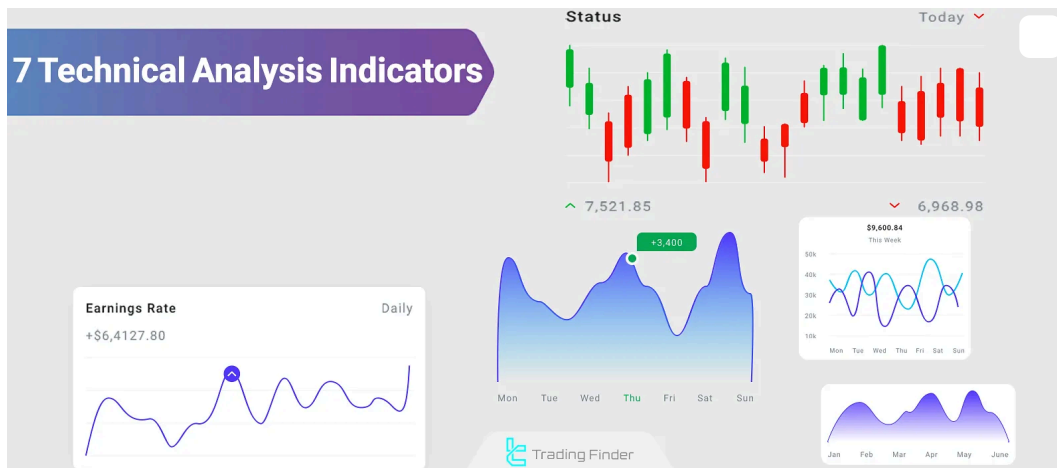 7 Technical Analysis Indicators
Status
Today
7,521.85
6,968.98
+3,400
Mon Tue Wed Thu Fri Sat Sun
$9,600.84
This Week
50k
40k
30k
20k
10k
Mon Tue Wed Thu Fri Sat Sun
Earnings Rate
Daily
+$6,4127.80
Jan Feb Mar Apr May June
Trading Finder